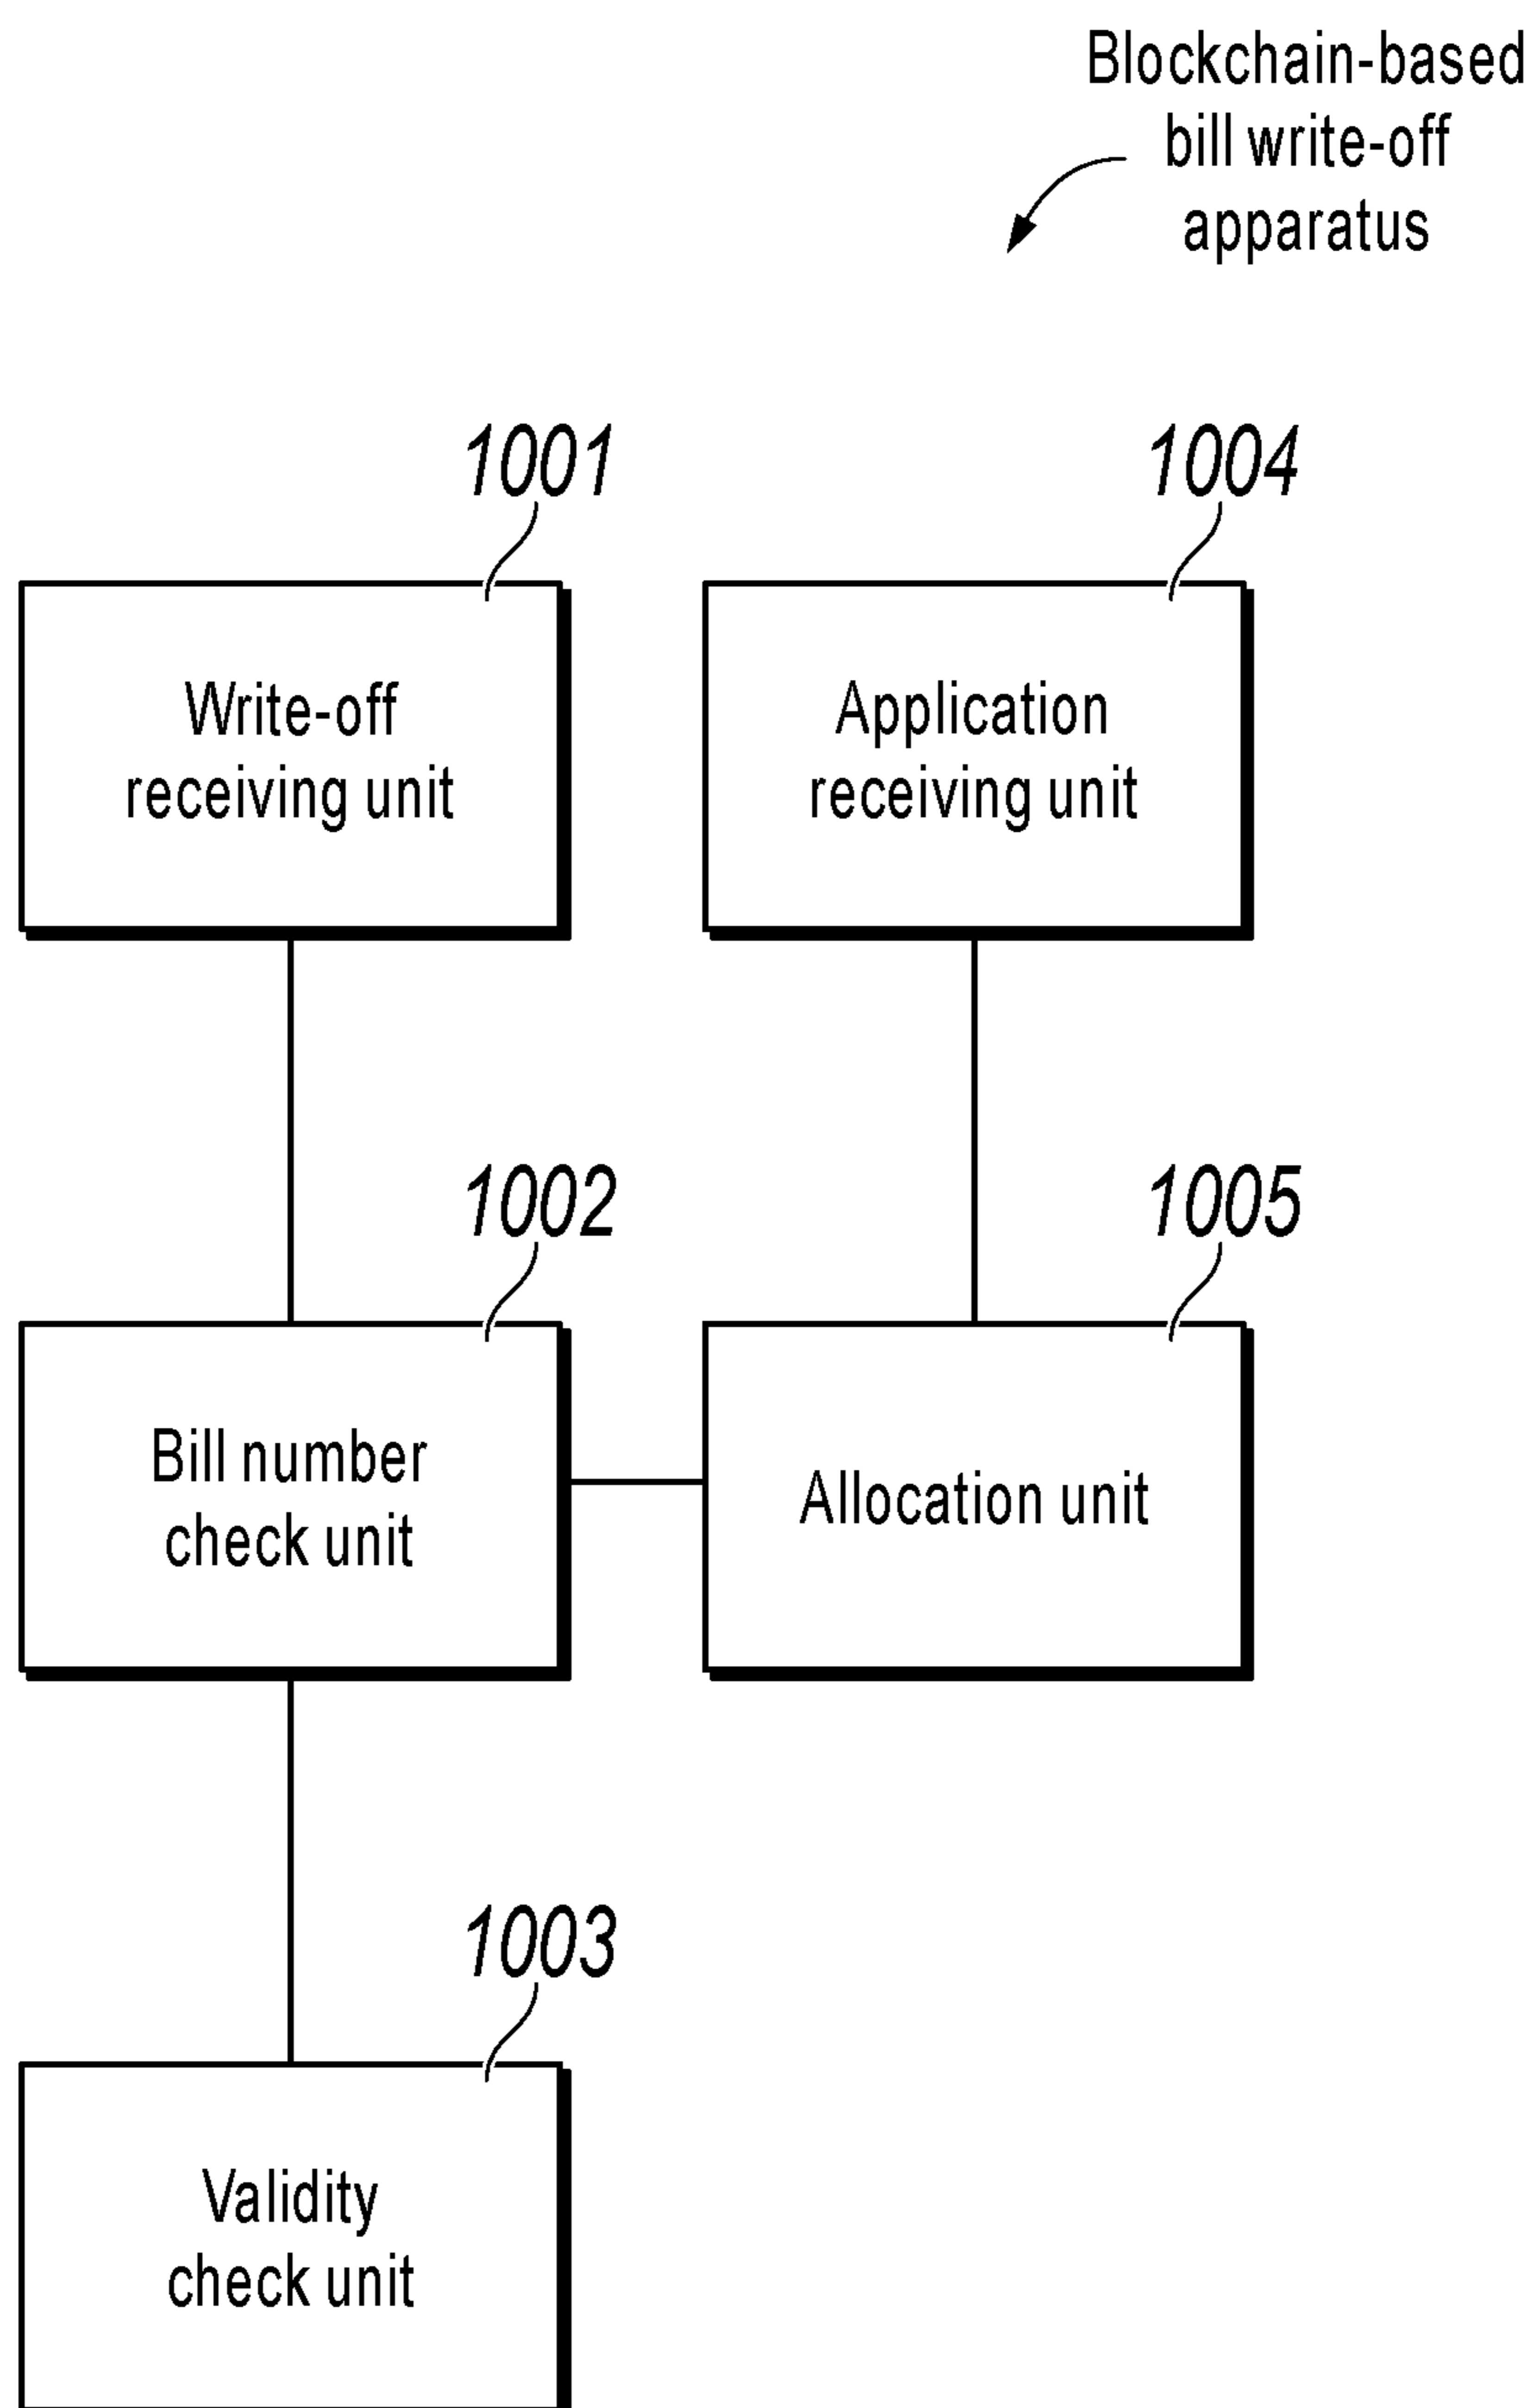 Blockchain-based
bill write-off
apparatus
1001
Write-off
receiving unit
1004
Application
receiving unit
1002
Bill number
check unit
1005
Allocation unit
1003
Validity
check unit